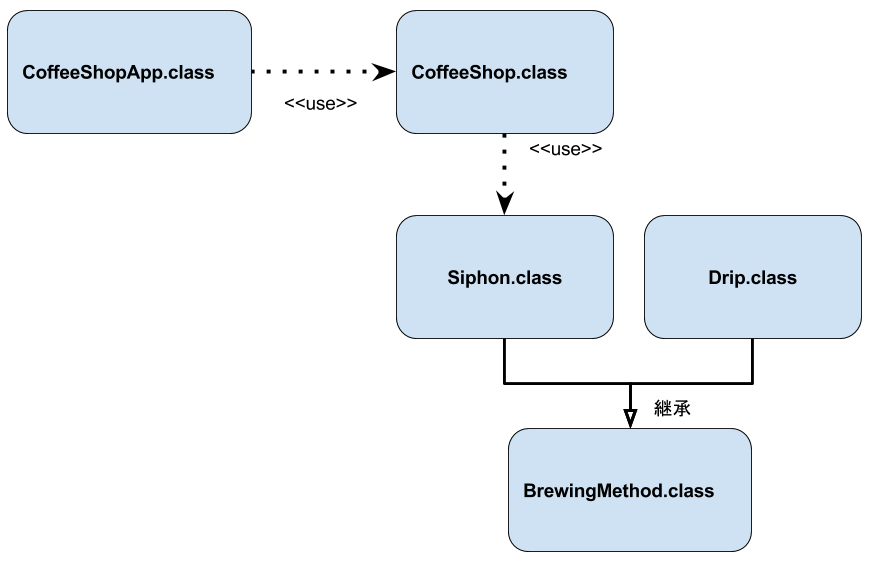 CoffeeShopApp.class
CoffeeShop.class
<<use>>
<<use>>
Siphon.class
Drip.class
継承
BrewingMethod.class